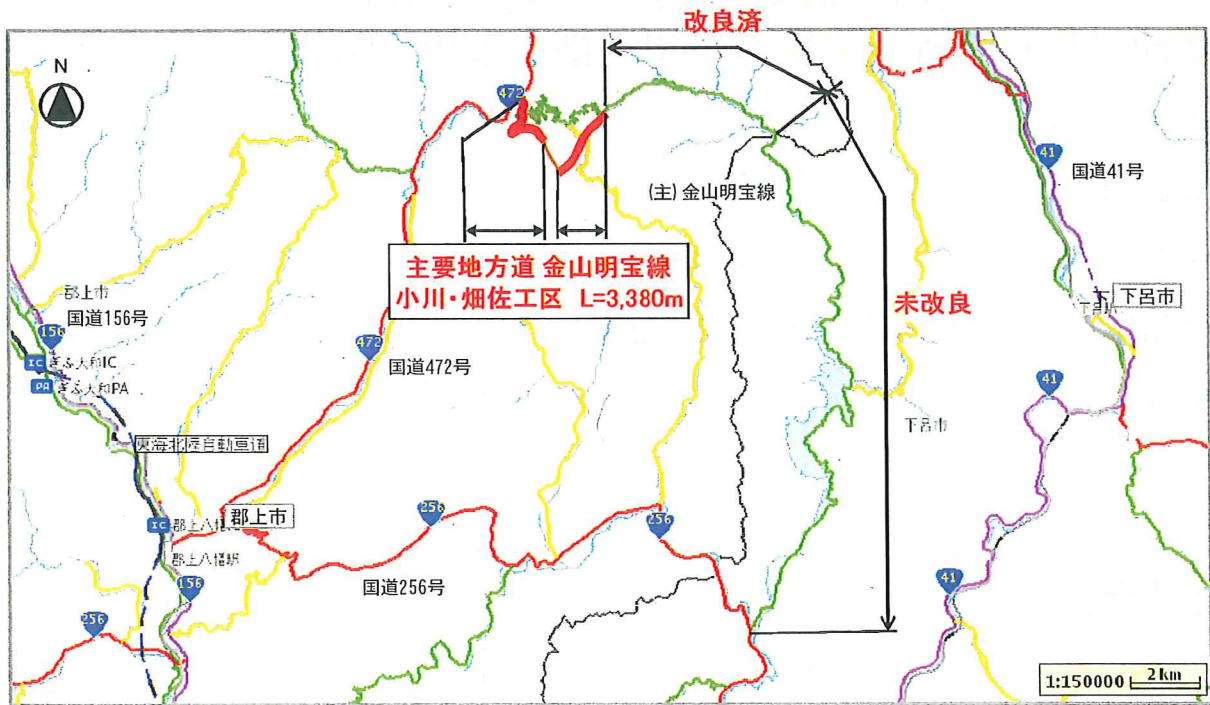 改良済
N
472
41
国道41号
(主)金山明宝線
主要地方道 金山明宝線
小川・畑佐工区 L=3,380m
未改良
下呂市
郡上市
国道156号
156
IC ぎふ大和IC
PA ぎふ大和PA
472
国道472号
41
下呂市
東海北陸自動車道
256
256
郡上市
IC 郡上八幡
郡上八幡駅
国道256号
156
41
256
1:150000 2km